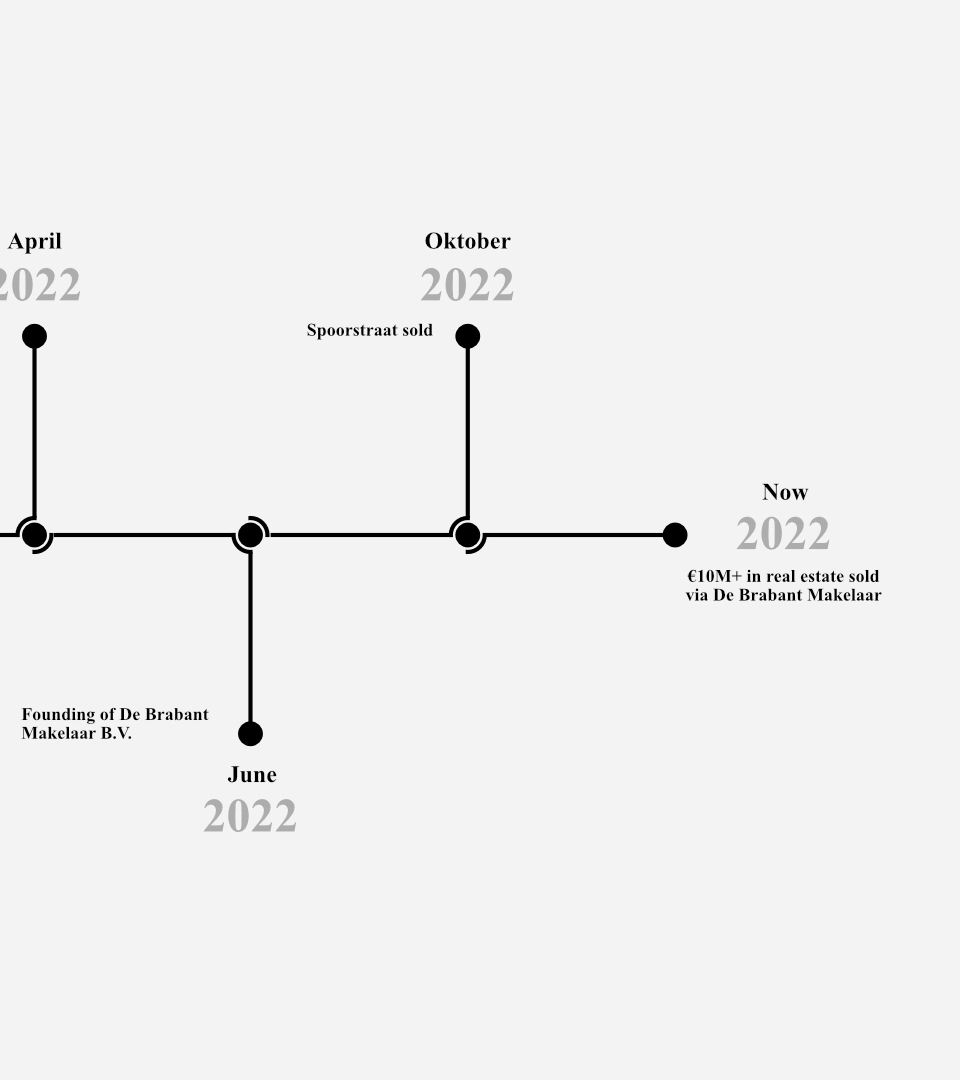 April
2022
Oktober
2022
Spoorstraat sold
Now
2022
€10M+ in real estate sold
via De Brabant Makelaar
Founding of De Brabant
Makelaar B.V.
June
2022